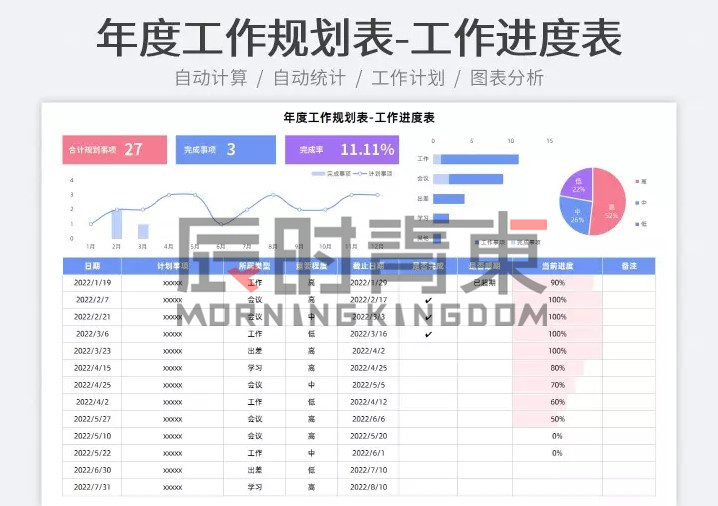 年度工作规划表-工作进度表
自动计算 / 自动统计 / 工作计划 / 图表分析
年度工作规划表-工作进度表
合计规划事项 27 完成事项 3 完成率 11.11%
0 5 10 15
工作
会议
出差
学习
其他
工作事项 完成事项
高 52%
中 26%
低 22%
高
中
低
完成事项 计划事项
4
3
2
1
0
1月 2月 3月 4月 5月 6月 7月 8月 9月 10月 11月 12月
辰时青東
MORNING KINGDOM
日期 计划事项 所属类型 截止日期 当前进度 备注
2022/1/19 xxxxx 工作 高 2022/1/29 已超期 90%
2022/2/7 xxxxx 会议 高 2022/2/17 ✓ 100%
2022/2/21 xxxxx 会议 中 2022/3/3 ✓ 100%
2022/3/6 xxxxx 工作 低 2022/3/16 ✓ 100%
2022/3/23 xxxxx 出差 高 2022/4/2 100%
2022/4/15 xxxxx 学习 高 2022/4/25 80%
2022/4/25 xxxxx 会议 中 2022/5/5 70%
2022/4/2 xxxxx 工作 低 2022/4/12 60%
2022/5/27 xxxxx 会议 高 2022/6/6 50%
2022/5/10 xxxxx 会议 高 2022/5/20 0%
2022/5/22 xxxxx 工作 中 2022/6/1 0%
2022/6/30 xxxxx 出差 低 2022/7/10
2022/7/31 xxxxx 学习 高 2022/8/10